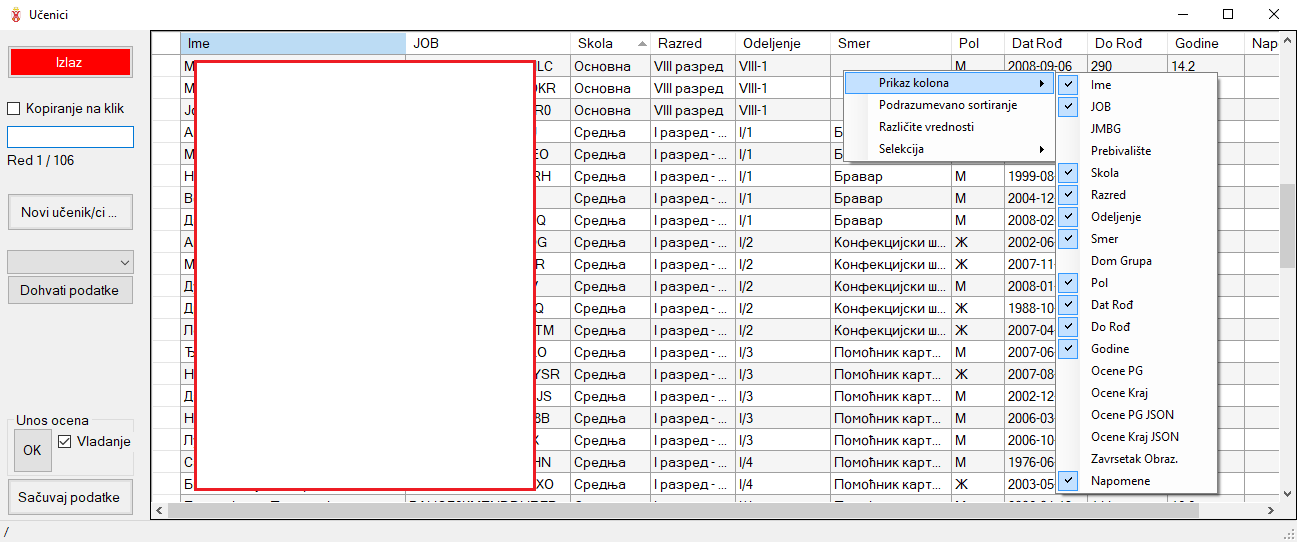 Učenici
Izlaz
Kopiranje na klik
Red 1 / 106
Novi učenik/ci ...
Dohvati podatke
Unos ocena
OK
Vladanje
Sačuvaj podatke
/
Ime JOB Skola Razred Odeljenje Smer Pol Dat Rođ Do Rođ Godine Nap
М LC Основна VIII разред VIII-1 М 2008-09-06 290 14.2
М KR Основна VIII разред VIII-1
Јо R0 Основна VIII разред VIII-1
А Средња I разред - ... I/1 Б
М EO Средња I разред - ... I/1 Б
Н RH Средња I разред - ... I/1 Бравар М 1999-08-
В Средња I разред - ... I/1 Бравар М 2004-12-
Д Q Средња I разред - ... I/1 Бравар М 2008-02-
А G Средња I разред - ... I/2 Конфекцијски ш... Ж 2002-06-
М R Средња I разред - ... I/2 Конфекцијски ш... Ж 2007-11-
Д Средња I разред - ... I/2 Конфекцијски ш... М 2008-01-
Д Q Средња I разред - ... I/2 Конфекцијски ш... Ж 1988-10-
Л TM Средња I разред - ... I/2 Конфекцијски ш... Ж 2007-04-
Ђ O Средња I разред - ... I/3 Помоћник карт... М 2007-06-
Н YSR Средња I разред - ... I/3 Помоћник карт... Ж 2007-08-
Д JS Средња I разред - ... I/3 Помоћник карт... М 2002-12-
Н BB Средња I разред - ... I/3 Помоћник карт... М 2006-03-
Л X Средња I разред - ... I/3 Помоћник карт... М 2006-10-
С HN Средња I разред - ... I/4 Помоћник карт... М 1976-06-
Б XO Средња I разред - ... I/4 Помоћник карт... Ж 2003-05-
Prikaz kolona
Podrazumevano sortiranje
Različite vrednosti
Selekcija
Ime
JOB
JMBG
Prebivalište
Skola
Razred
Odeljenje
Smer
Dom Grupa
Pol
Dat Rođ
Do Rođ
Godine
Ocene PG
Ocene Kraj
Ocene PG JSON
Ocene Kraj JSON
Zavrsetak Obraz.
Napomene